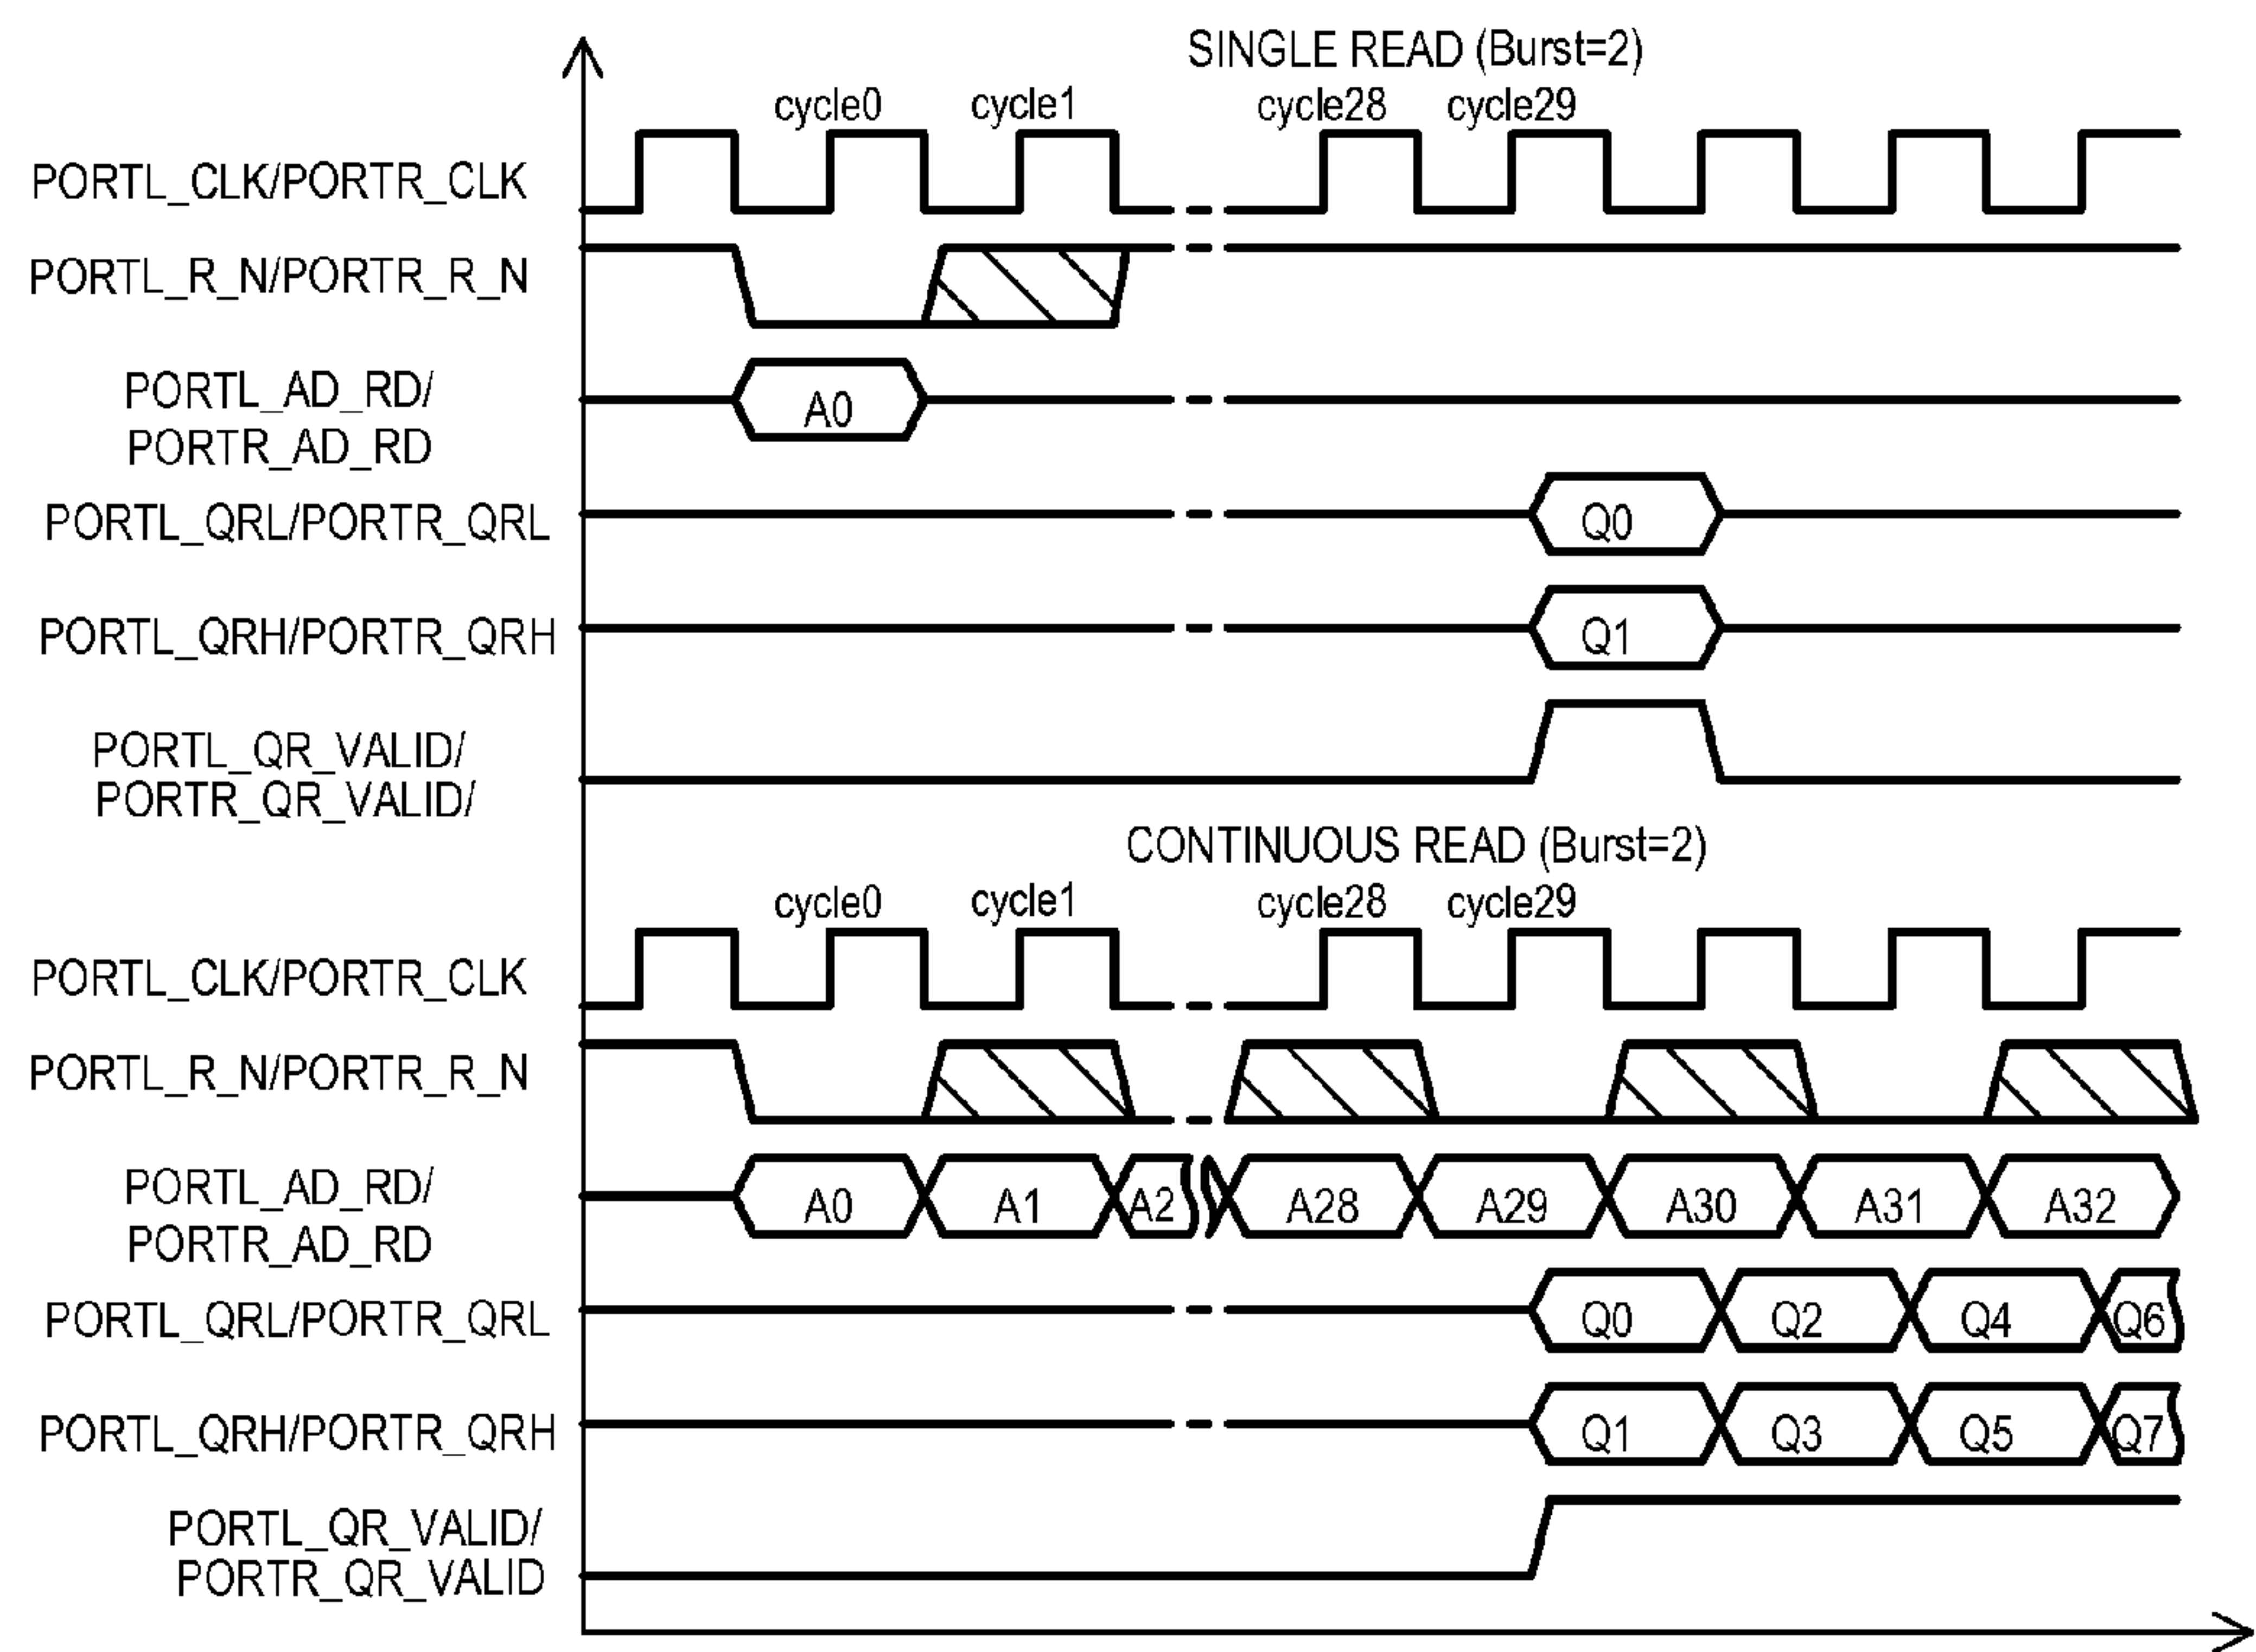 SINGLE READ (Burst=2)
cycle0 cycle1 cycle28 cycle29
PORTL_CLK/PORTR_CLK
PORTL_R_N/PORTR_R_N
PORTL_AD_RD/
PORTR_AD_RD
A0
PORTL_QRL/PORTR_QRL
Q0
PORTL_QRH/PORTR_QRH
Q1
PORTL_QR_VALID/
PORTR_QR_VALID/
CONTINUOUS READ (Burst=2)
cycle0 cycle1 cycle28 cycle29
PORTL_CLK/PORTR_CLK
PORTL_R_N/PORTR_R_N
PORTL_AD_RD/
PORTR_AD_RD
A0 A1 A2 A28 A29 A30 A31 A32
PORTL_QRL/PORTR_QRL
Q0 Q2 Q4 Q6
PORTL_QRH/PORTR_QRH
Q1 Q3 Q5 Q7
PORTL_QR_VALID/
PORTR_QR_VALID